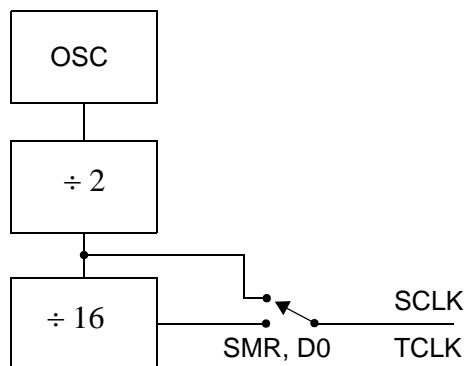 OSC
÷ 2
÷ 16
SCLK
SMR, D0
TCLK